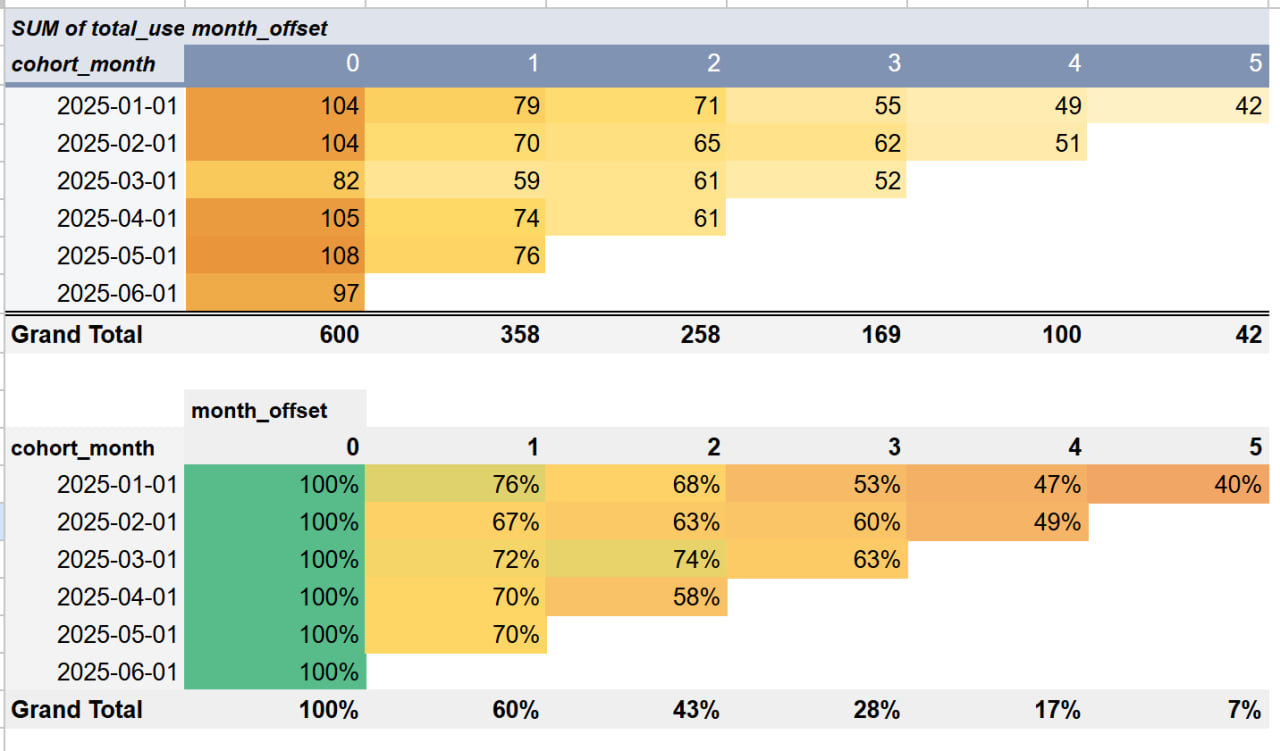 SUM of total_use month_offset
cohort_month 0 1 2 3 4 5
2025-01-01 104 79 71 55 49 42
2025-02-01 104 70 65 62 51
2025-03-01 82 59 61 52
2025-04-01 105 74 61
2025-05-01 108 76
2025-06-01 97
Grand Total 600 358 258 169 100 42
month_offset
cohort_month 0 1 2 3 4 5
2025-01-01 100% 76% 68% 53% 47% 40%
2025-02-01 100% 67% 63% 60% 49%
2025-03-01 100% 72% 74% 63%
2025-04-01 100% 70% 58%
2025-05-01 100% 70%
2025-06-01 100%
Grand Total 100% 60% 43% 28% 17% 7%